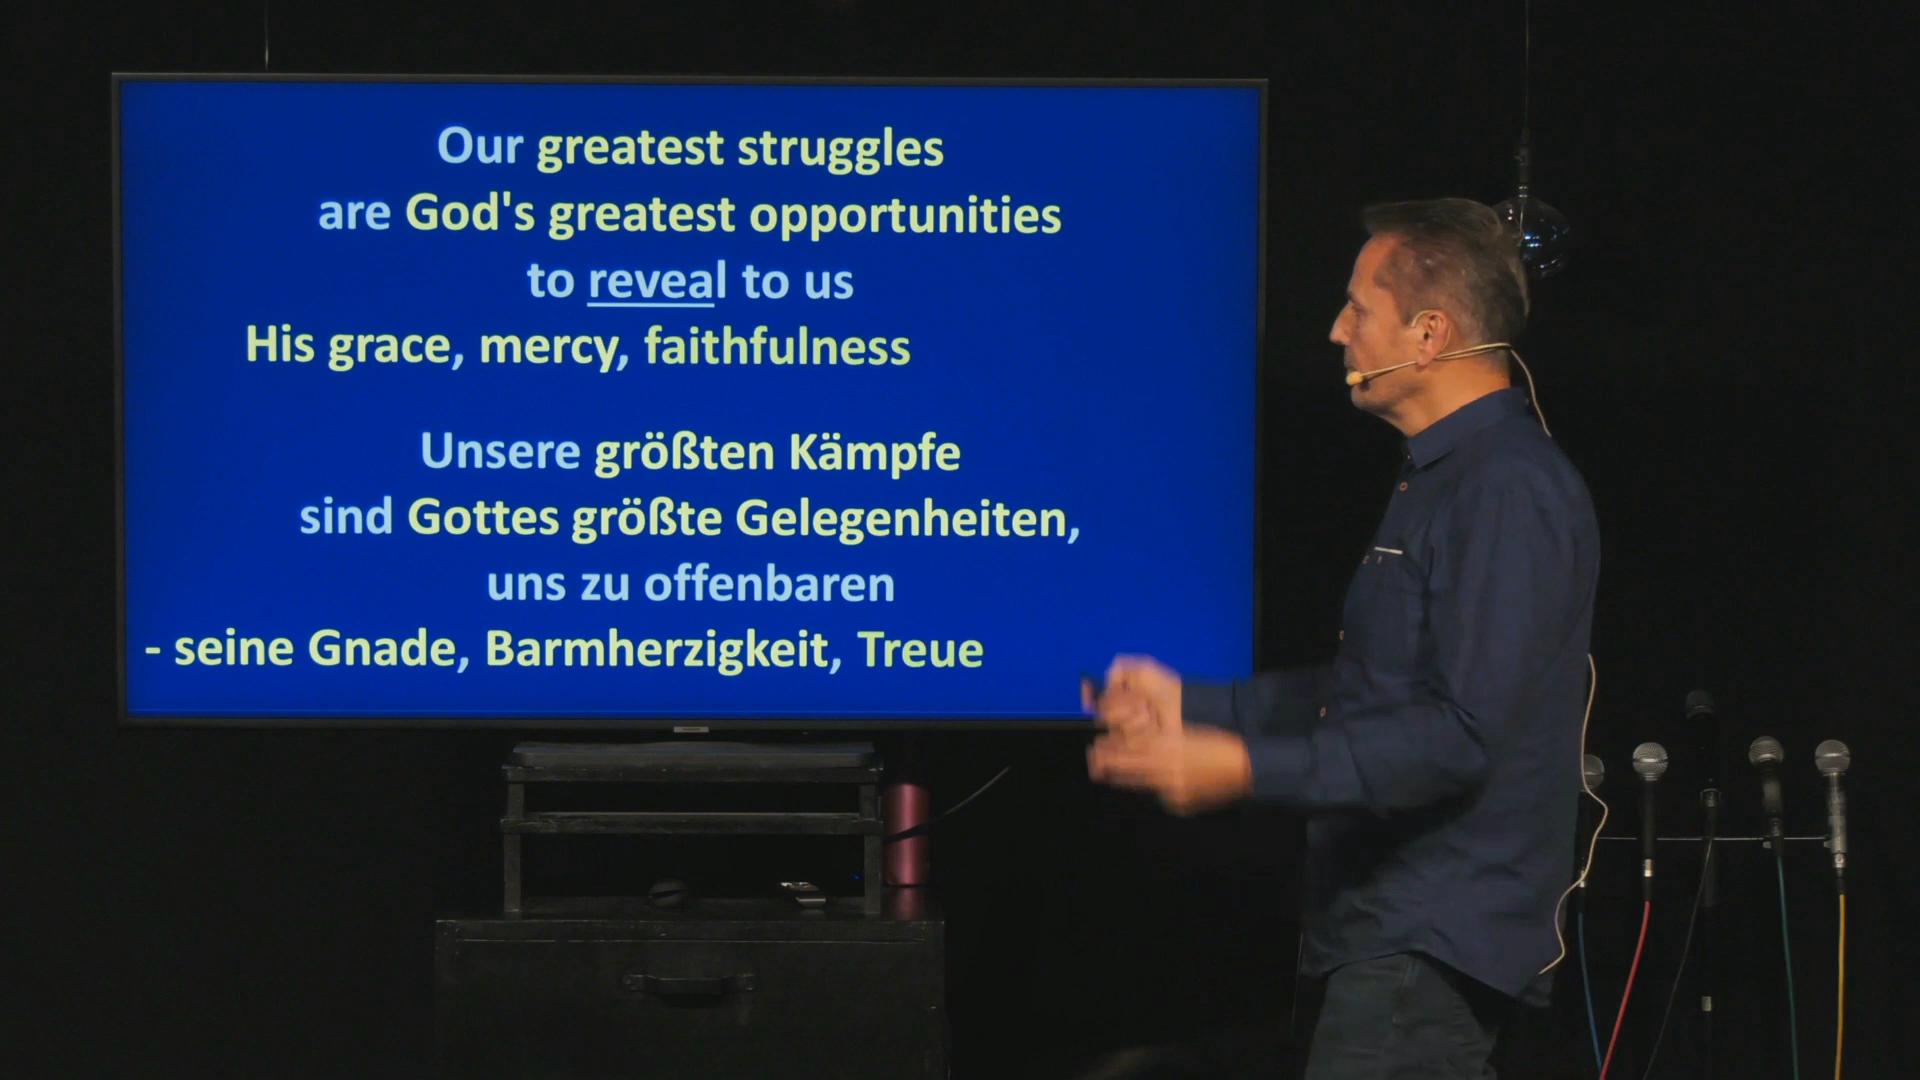 Our greatest struggles
are God's greatest opportunities
to reveal to us
His grace, mercy, faithfulness
Unsere größten Kämpfe
sind Gottes größte Gelegenheiten,
uns zu offenbaren
- seine Gnade, Barmherzigkeit, Treue